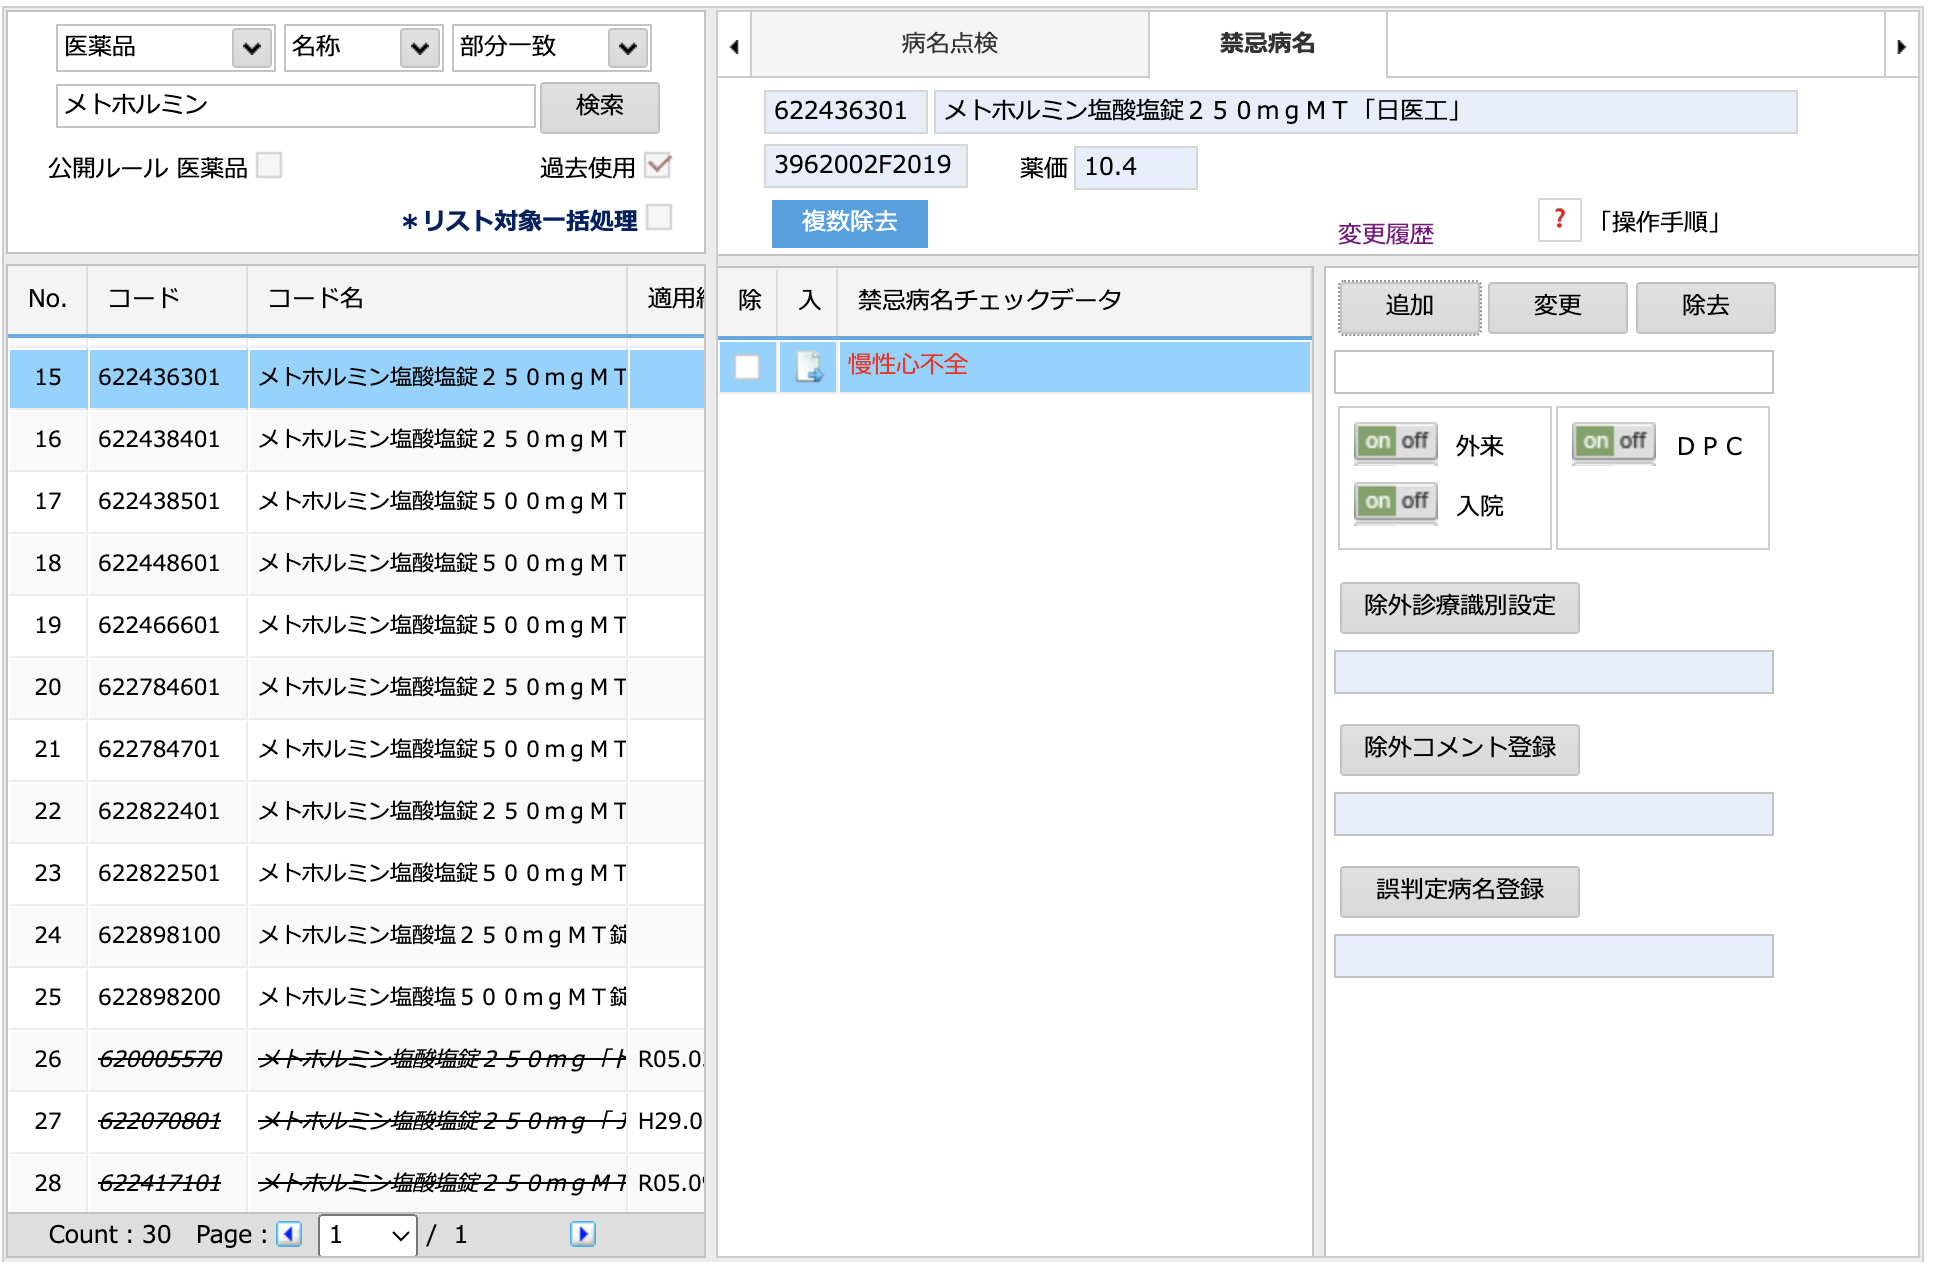 医薬品 名称 部分一致
メトホルミン 検索
公開ルール 医薬品 過去使用
＊リスト対象一括処理
病名点検 禁忌病名
622436301 メトホルミン塩酸塩錠２５０ｍｇＭＴ「日医工」
3962002F2019 薬価 10.4
複数除去 変更履歴 ? 「操作手順」
No. コード コード名 適用
15 622436301 メトホルミン塩酸塩錠２５０ｍｇＭＴ
16 622438401 メトホルミン塩酸塩錠２５０ｍｇＭＴ
17 622438501 メトホルミン塩酸塩錠５００ｍｇＭＴ
18 622448601 メトホルミン塩酸塩錠５００ｍｇＭＴ
19 622466601 メトホルミン塩酸塩錠５００ｍｇＭＴ
20 622784601 メトホルミン塩酸塩錠２５０ｍｇＭＴ
21 622784701 メトホルミン塩酸塩錠５００ｍｇＭＴ
22 622822401 メトホルミン塩酸塩錠２５０ｍｇＭＴ
23 622822501 メトホルミン塩酸塩錠５００ｍｇＭＴ
24 622898100 メトホルミン塩酸塩２５０ｍｇＭＴ錠
25 622898200 メトホルミン塩酸塩５００ｍｇＭＴ錠
26 620005570 メトホルミン塩酸塩錠２５０ｍｇ「ト R05.03
27 622070801 メトホルミン塩酸塩錠２５０ｍｇ「Ｊ H29.0
28 622417101 メトホルミン塩酸塩錠２５０ｍｇＭＴ R05.09
Count : 30 Page : 1 / 1
除 入 禁忌病名チェックデータ
慢性心不全
追加 変更 除去
on off 外来 on off ＤＰＣ
on off 入院
除外診療識別設定
除外コメント登録
誤判定病名登録